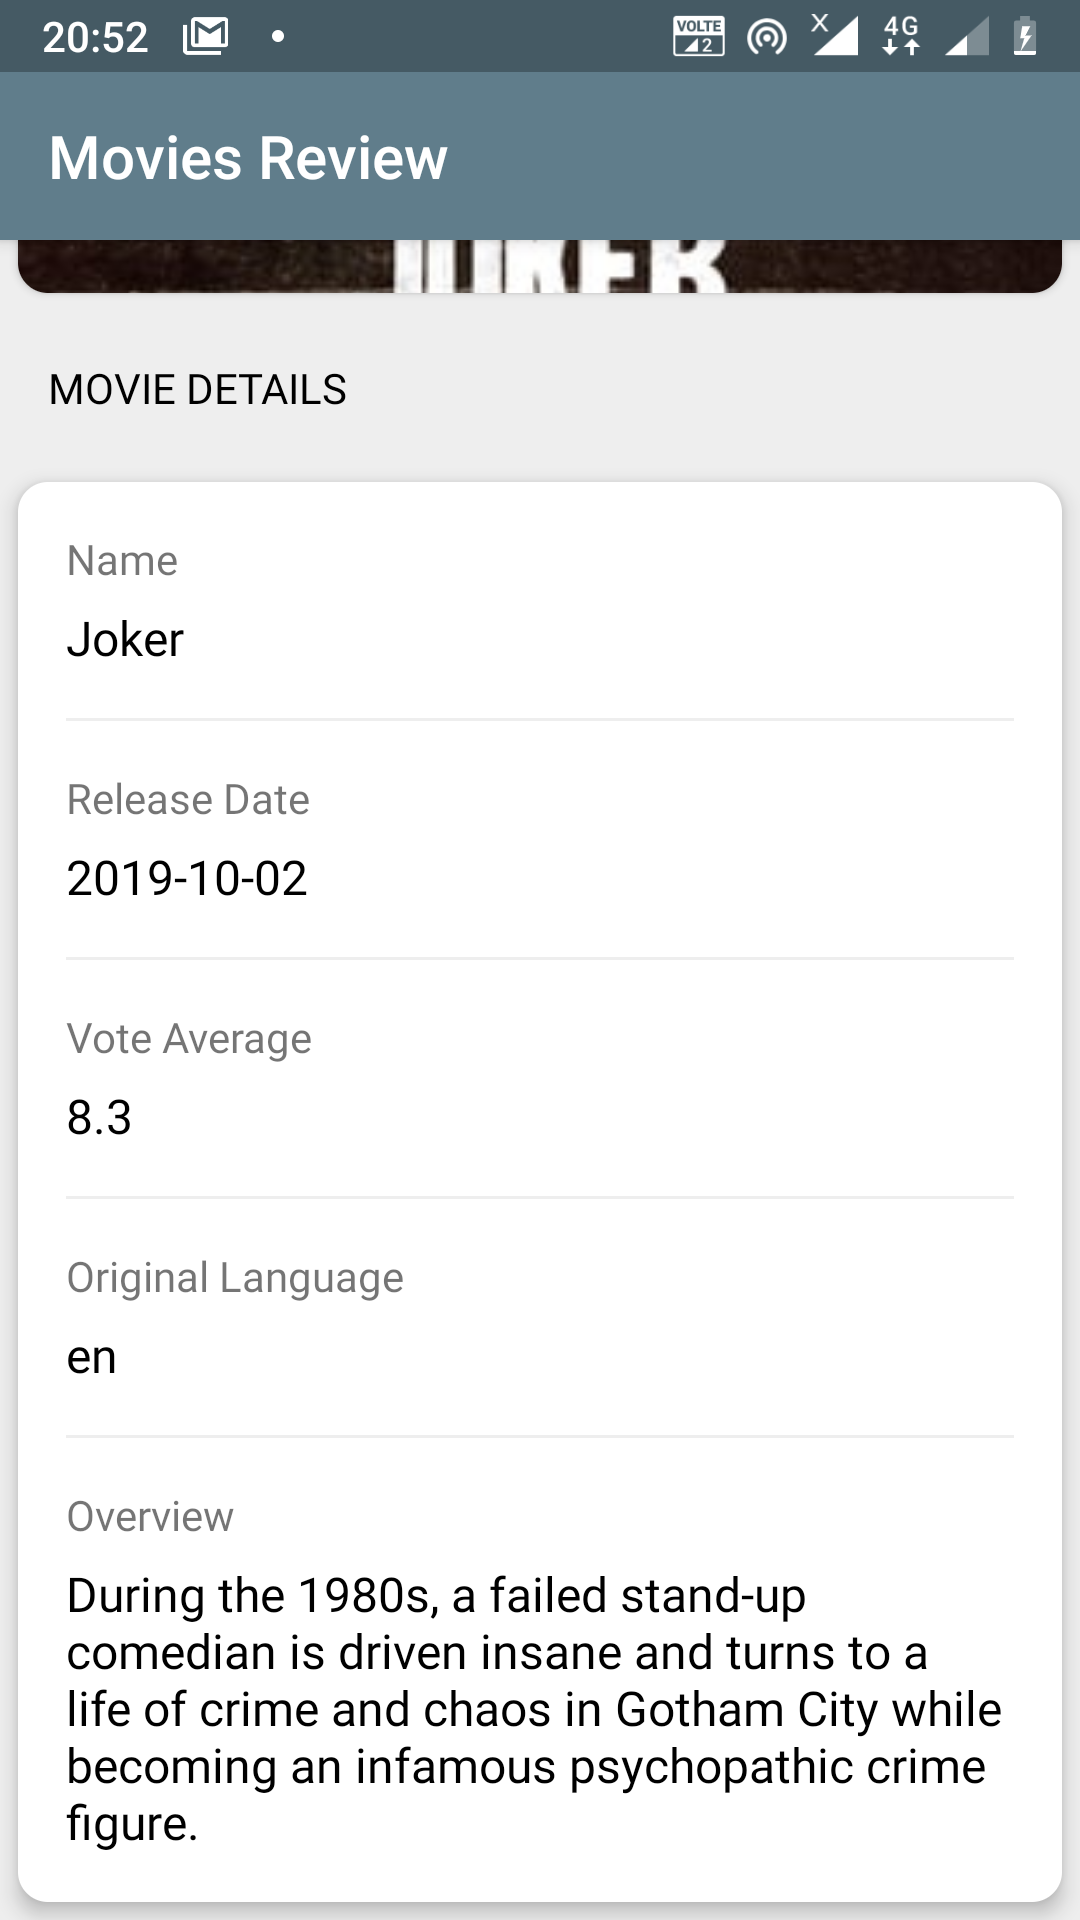 20:52
VOLTE
2
X
4G
Movies Review
JOKER
MOVIE DETAILS
Name
Joker
Release Date
2019-10-02
Vote Average
8.3
Original Language
en
Overview
During the 1980s, a failed stand-up
comedian is driven insane and turns to a
life of crime and chaos in Gotham City while
becoming an infamous psychopathic crime
figure.